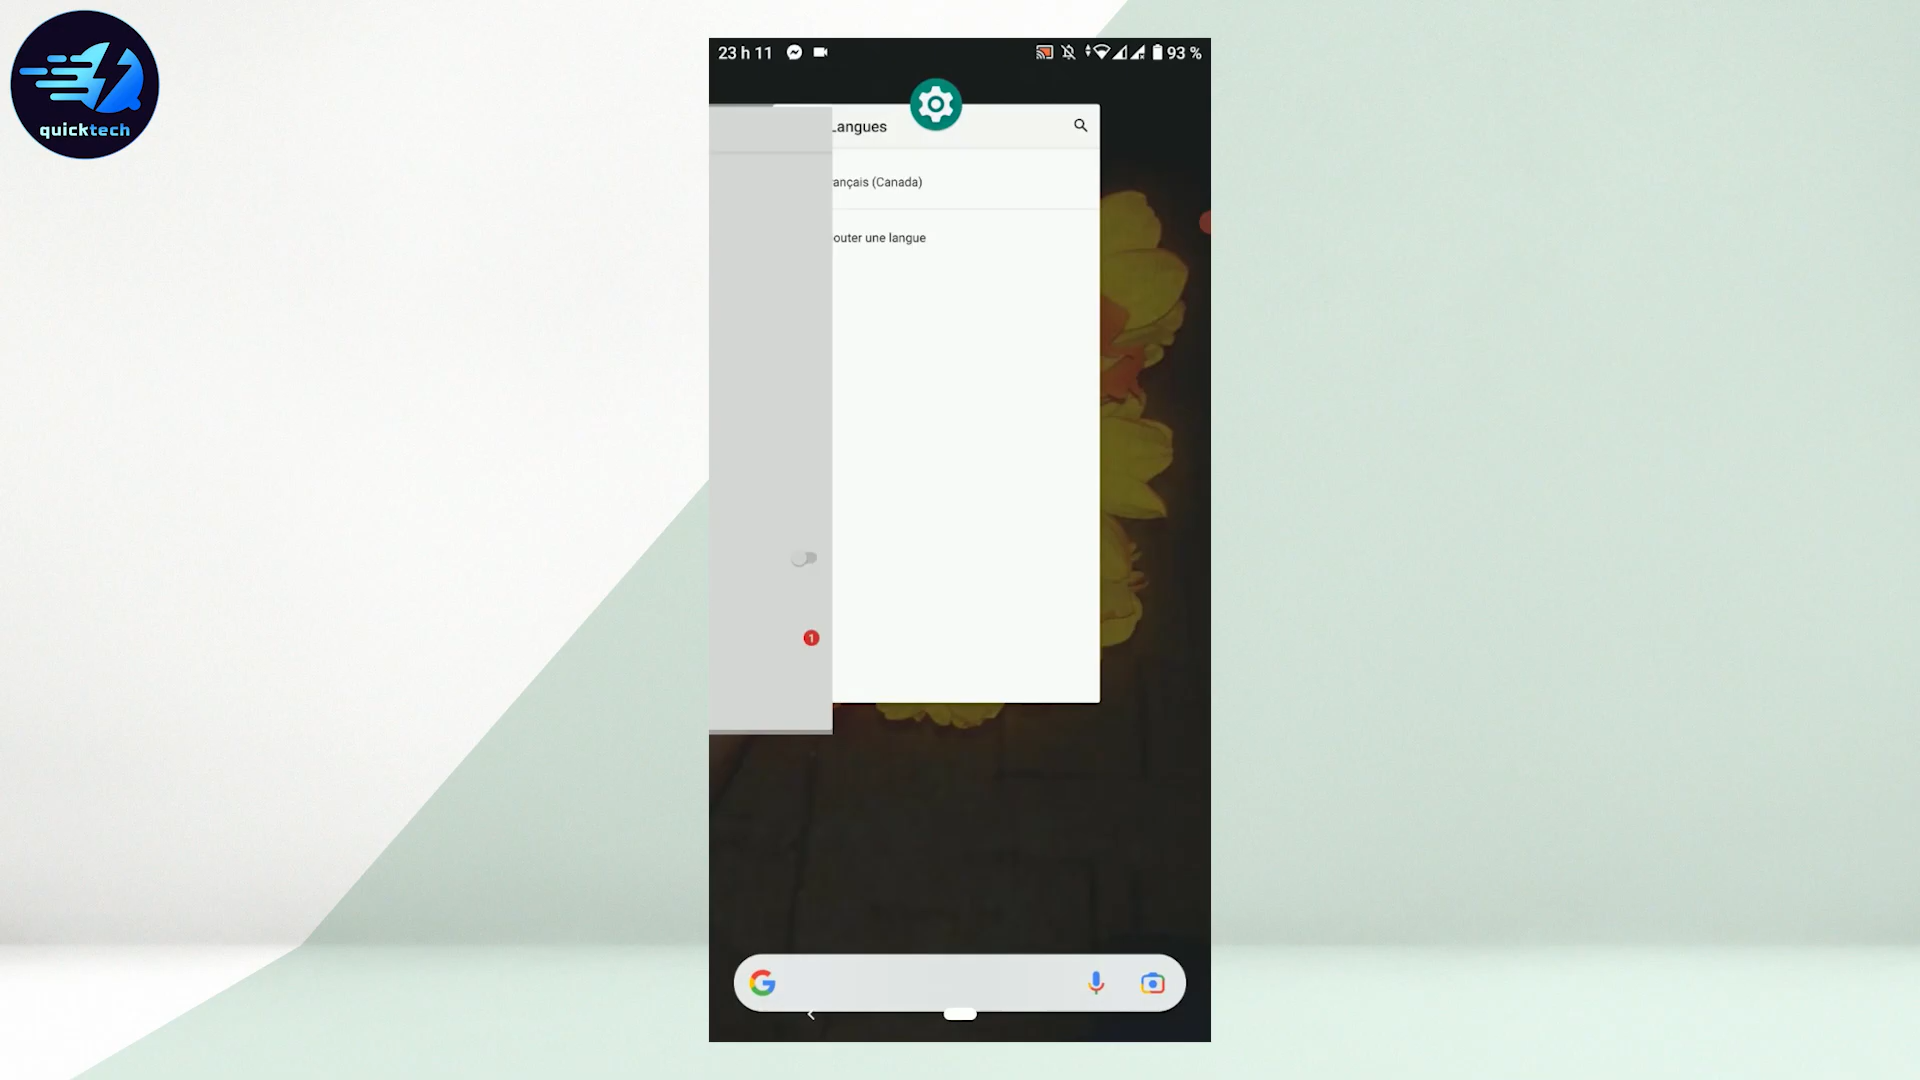 quicktech
23 h 11
93 %
Langues
ançais (Canada)
outer une langue
1